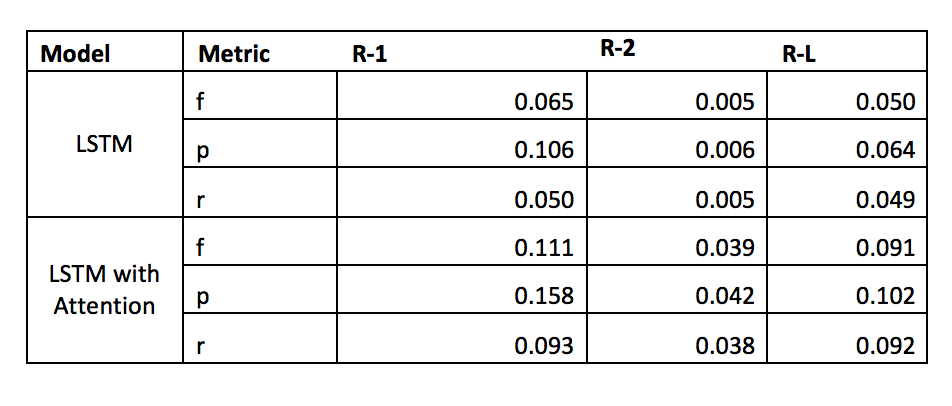 Model Metric R-1 R-2 R-L
LSTM
f 0.065 0.005 0.050
p 0.106 0.006 0.064
r 0.050 0.005 0.049
LSTM with
Attention
f 0.111 0.039 0.091
p 0.158 0.042 0.102
r 0.093 0.038 0.092